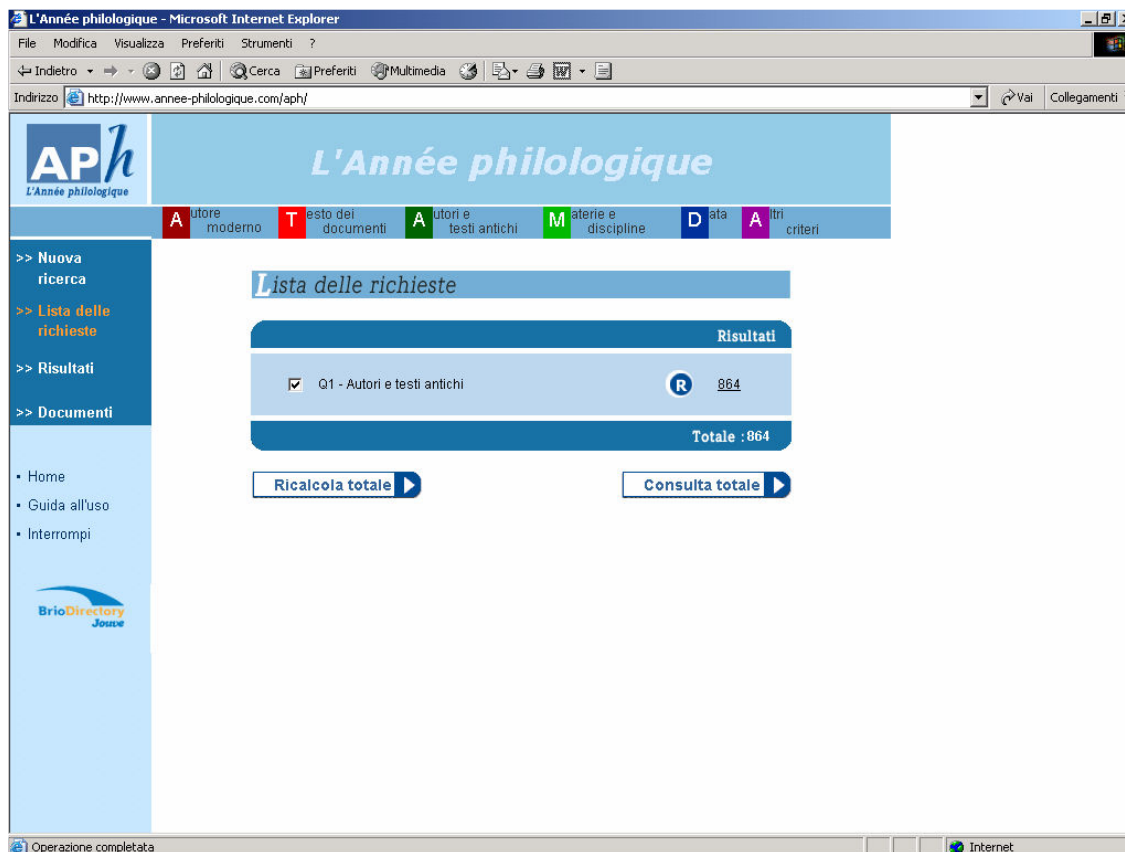 L'Année philologique - Microsoft Internet Explorer
File Modifica Visualizza Preferiti Strumenti ?
Indietro Cerca Preferiti Multimedia
Indirizzo http://www.annee-philologique.com/aph/ Vai Collegamenti
APh
L'Année philologique
L'Année philologique
Autore moderno
Testo dei documenti
Autori e testi antichi
Materie e discipline
Data
Altri criteri
>> Nuova
ricerca
>> Lista delle
richieste
>> Risultati
>> Documenti
• Home
• Guida all'uso
• Interrompi
BrioDirectory
Jouve
Lista delle richieste
Risultati
Q1 - Autori e testi antichi R 864
Totale : 864
Ricalcola totale Consulta totale
Operazione completata Internet